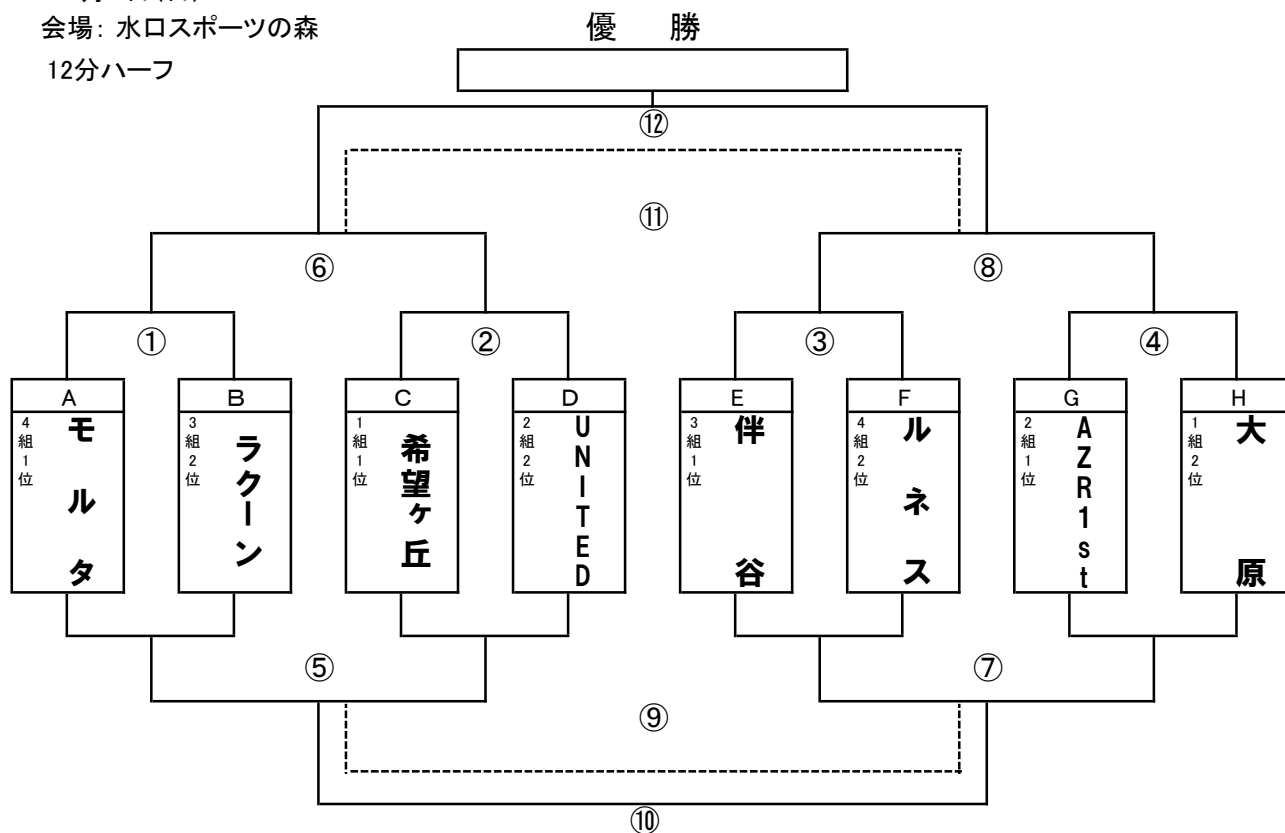 会場: 水口スポーツの森
優　勝
12分ハーフ
⑫
⑪
⑥
⑧
①
②
③
④
A
B
C
D
E
F
G
H
4組1位
モルタ
3組2位
ラクーン
1組1位
希望ヶ丘
2組2位
UNITED
3組1位
伴谷
4組2位
ルネス
2組1位
AZR1st
1組2位
大原
⑤
⑦
⑨
⑩